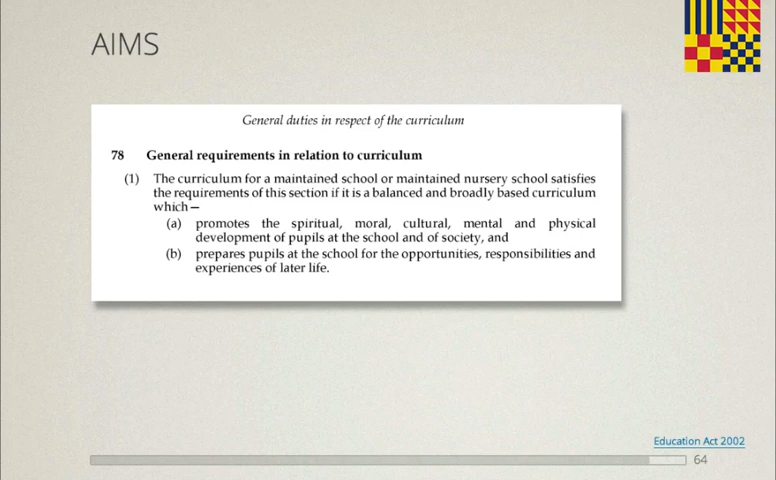 AIMS
General duties in respect of the curriculum
78 General requirements in relation to curriculum
(1) The curriculum for a maintained school or maintained nursery school satisfies
the requirements of this section if it is a balanced and broadly based curriculum
which—
(a) promotes the spiritual, moral, cultural, mental and physical
development of pupils at the school and of society, and
(b) prepares pupils at the school for the opportunities, responsibilities and
experiences of later life.
Education Act 2002
64